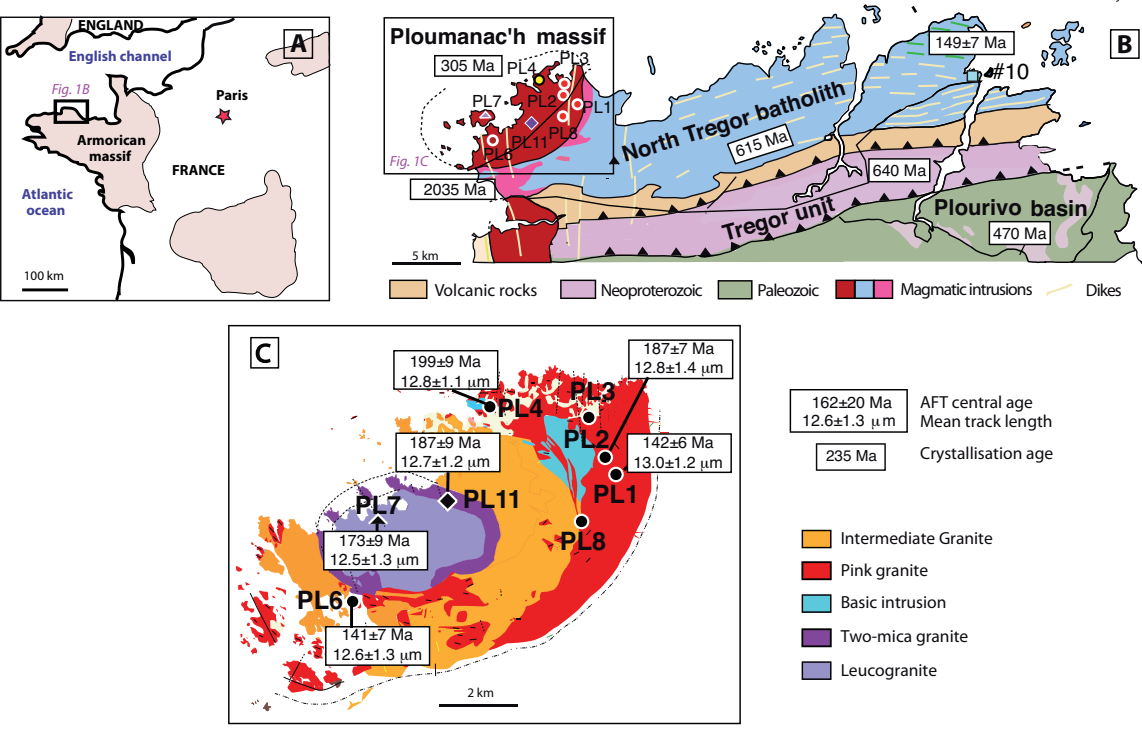 ENGLAND
A
English channel
Fig. 1B
Paris
Armorican
massif
FRANCE
Atlantic
ocean
100 km
B
Ploumanac'h massif
305 Ma
PL4
PL3
PL7
PL2
PL1
PL8
PL11
PL6
Fig. 1C
2035 Ma
149±7 Ma
#10
North Tregor batholith
615 Ma
640 Ma
Tregor unit
Plourivo basin
470 Ma
5 km
Volcanic rocks
Neoproterozoic
Paleozoic
Magmatic intrusions
Dikes
C
199±9 Ma
12.8±1.1 µm
187±7 Ma
12.8±1.4 µm
PL4
PL3
187±9 Ma
12.7±1.2 µm
PL2
142±6 Ma
13.0±1.2 µm
PL1
PL7
PL11
PL8
173±9 Ma
12.5±1.3 µm
PL6
141±7 Ma
12.6±1.3 µm
2 km
162±20 Ma
12.6±1.3 µm
AFT central age
Mean track length
235 Ma
Crystallisation age
Intermediate Granite
Pink granite
Basic intrusion
Two-mica granite
Leucogranite